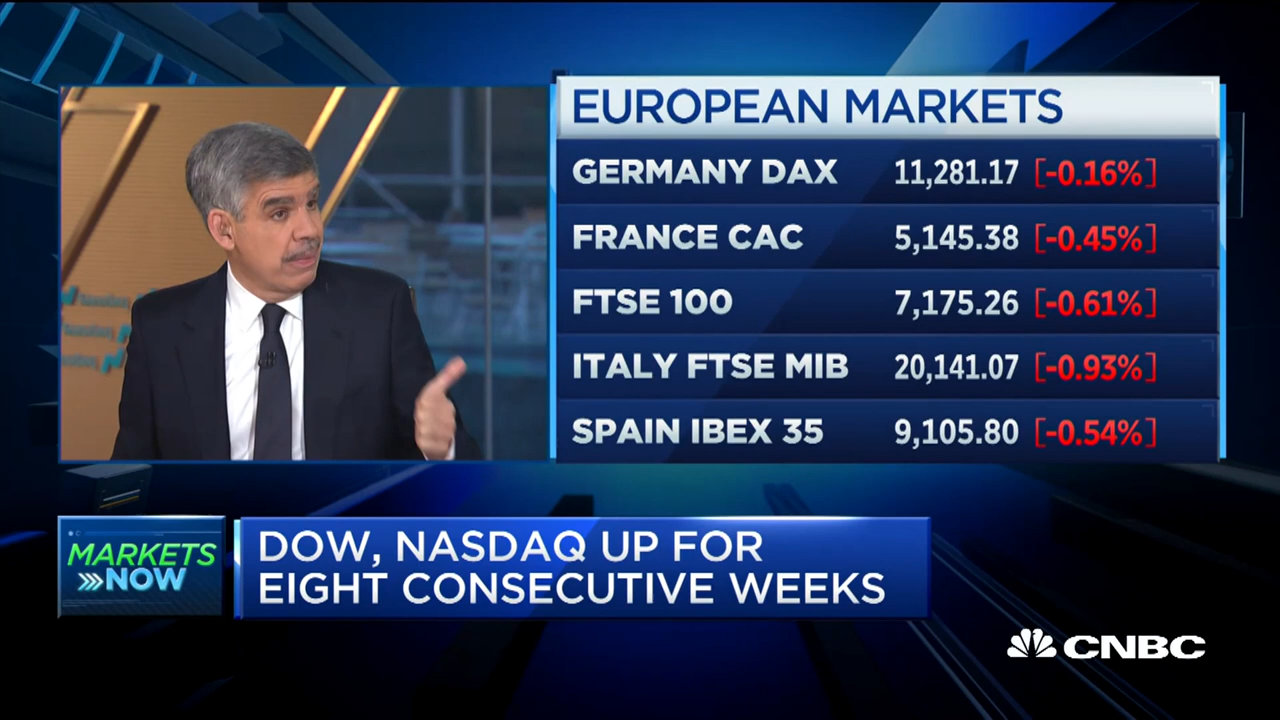 EUROPEAN MARKETS
GERMANY DAX 11,281.17 [-0.16%]
FRANCE CAC 5,145.38 [-0.45%]
FTSE 100 7,175.26 [-0.61%]
ITALY FTSE MIB 20,141.07 [-0.93%]
SPAIN IBEX 35 9,105.80 [-0.54%]
MARKETS
NOW
DOW, NASDAQ UP FOR
EIGHT CONSECUTIVE WEEKS
CNBC